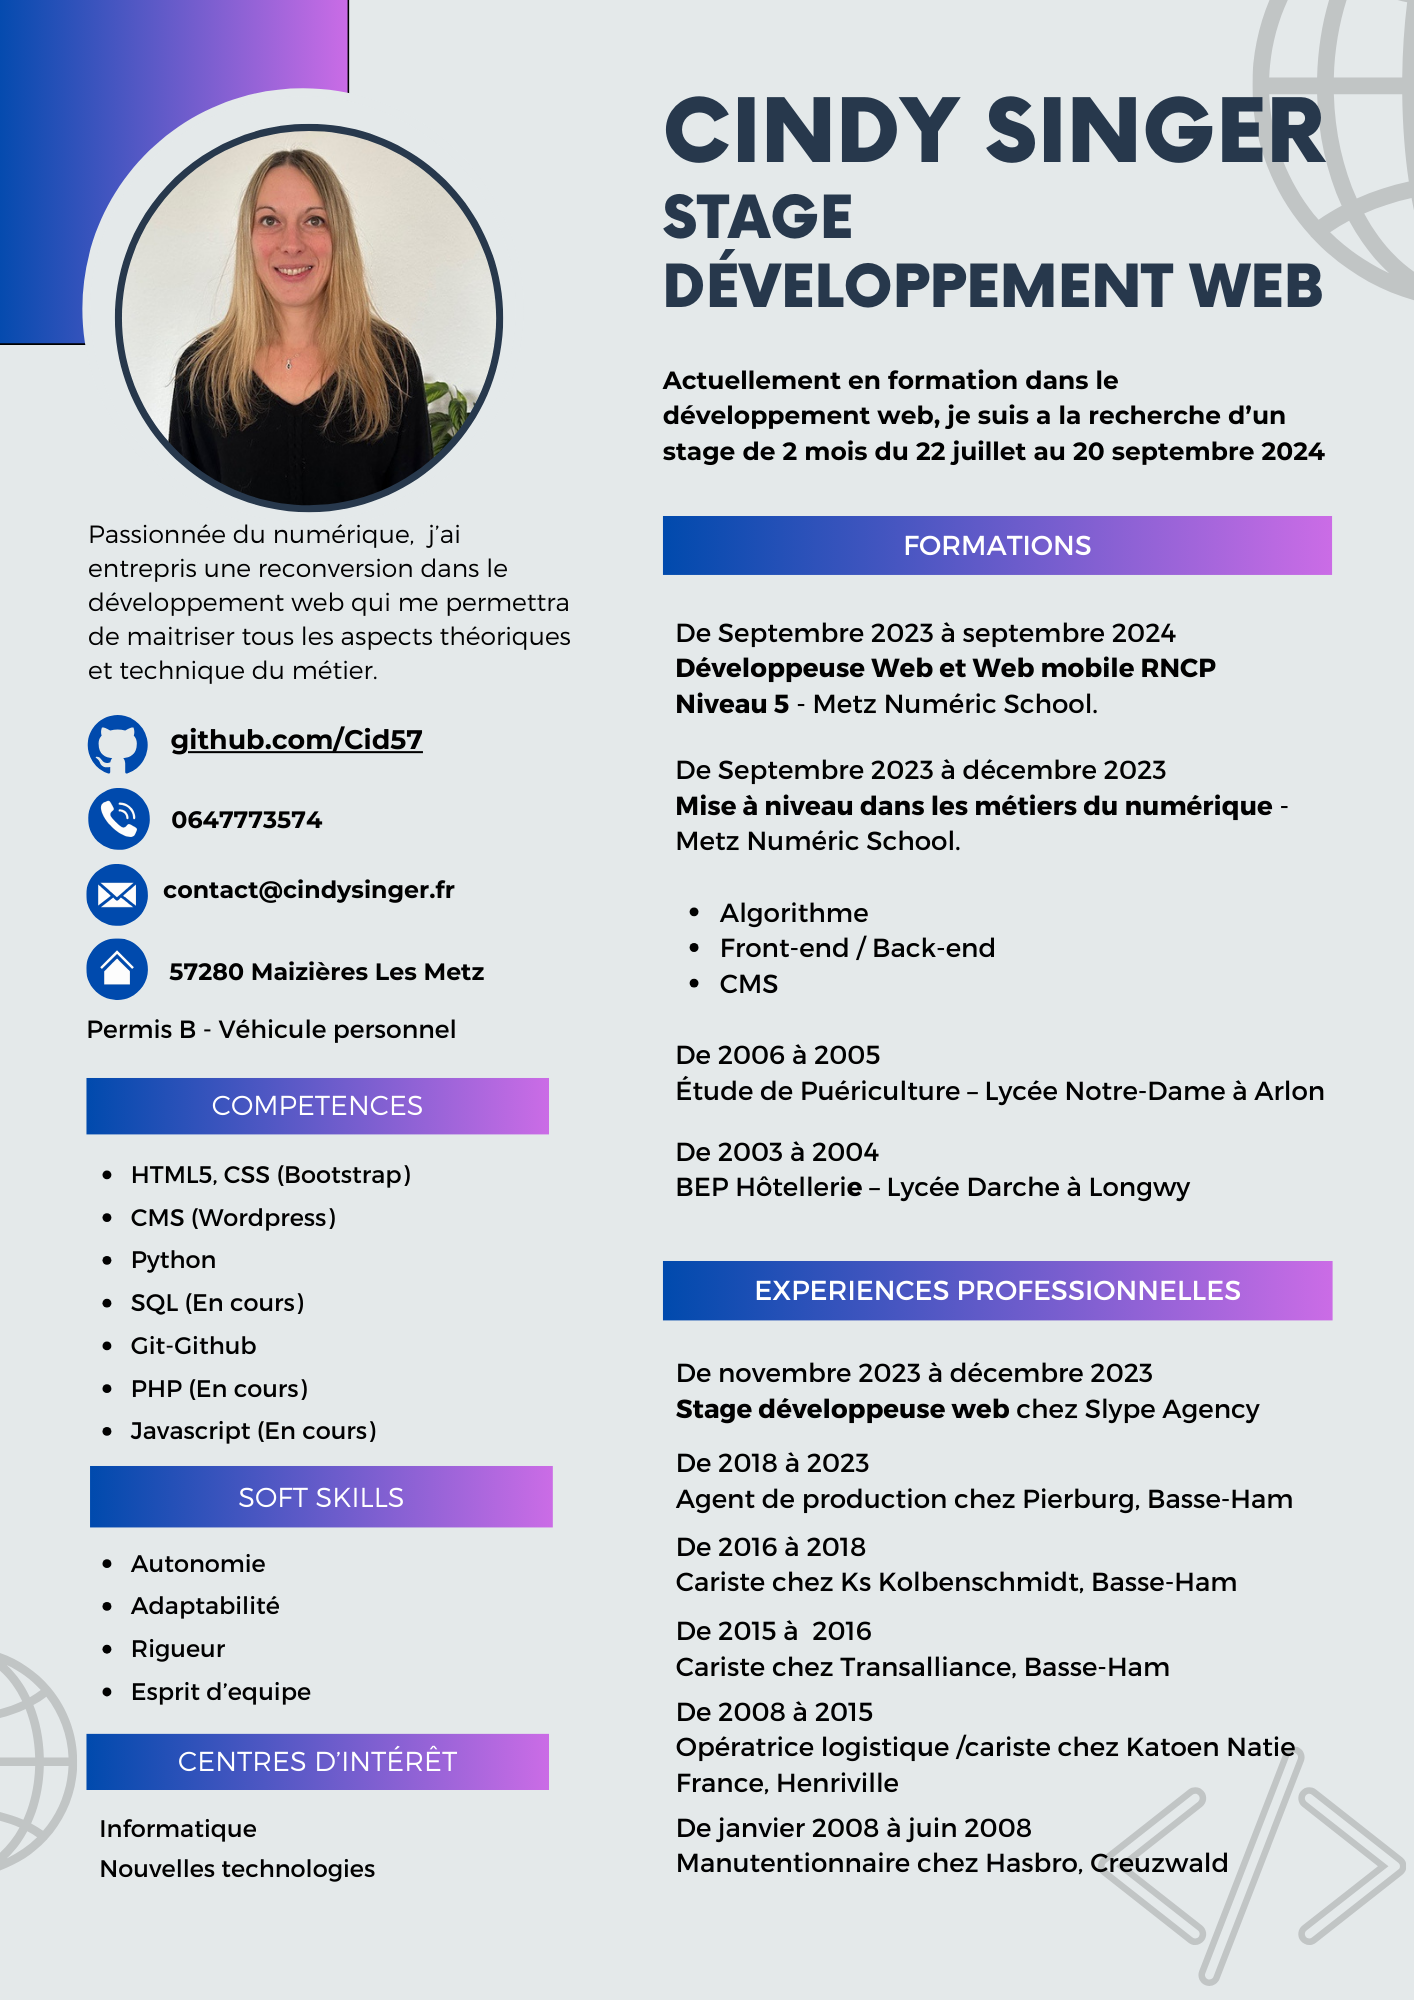 CINDY SINGER
STAGE
DÉVELOPPEMENT WEB
Actuellement en formation dans le
développement web, je suis a la recherche d’un
stage de 2 mois du 22 juillet au 20 septembre 2024
Passionnée du numérique,  j’ai
entrepris une reconversion dans le
développement web qui me permettra
de maitriser tous les aspects théoriques
et technique du métier.
github.com/Cid57
0647773574
contact@cindysinger.fr
57280 Maizières Les Metz
Permis B - Véhicule personnel
COMPETENCES
• HTML5, CSS (Bootstrap)
• CMS (Wordpress)
• Python
• SQL (En cours)
• Git-Github
• PHP (En cours)
• Javascript (En cours)
SOFT SKILLS
• Autonomie
• Adaptabilité
• Rigueur
• Esprit d’equipe
CENTRES D’INTÉRÊT
Informatique
Nouvelles technologies
FORMATIONS
De Septembre 2023 à septembre 2024
Développeuse Web et Web mobile RNCP
Niveau 5 - Metz Numéric School.
De Septembre 2023 à décembre 2023
Mise à niveau dans les métiers du numérique -
Metz Numéric School.
• Algorithme
• Front-end / Back-end
• CMS
De 2006 à 2005
Étude de Puériculture – Lycée Notre-Dame à Arlon
De 2003 à 2004
BEP Hôtellerie – Lycée Darche à Longwy
EXPERIENCES PROFESSIONNELLES
De novembre 2023 à décembre 2023
Stage développeuse web chez Slype Agency
De 2018 à 2023
Agent de production chez Pierburg, Basse-Ham
De 2016 à 2018
Cariste chez Ks Kolbenschmidt, Basse-Ham
De 2015 à  2016
Cariste chez Transalliance, Basse-Ham
De 2008 à 2015
Opératrice logistique /cariste chez Katoen Natie
France, Henriville
De janvier 2008 à juin 2008
Manutentionnaire chez Hasbro, Creuzwald